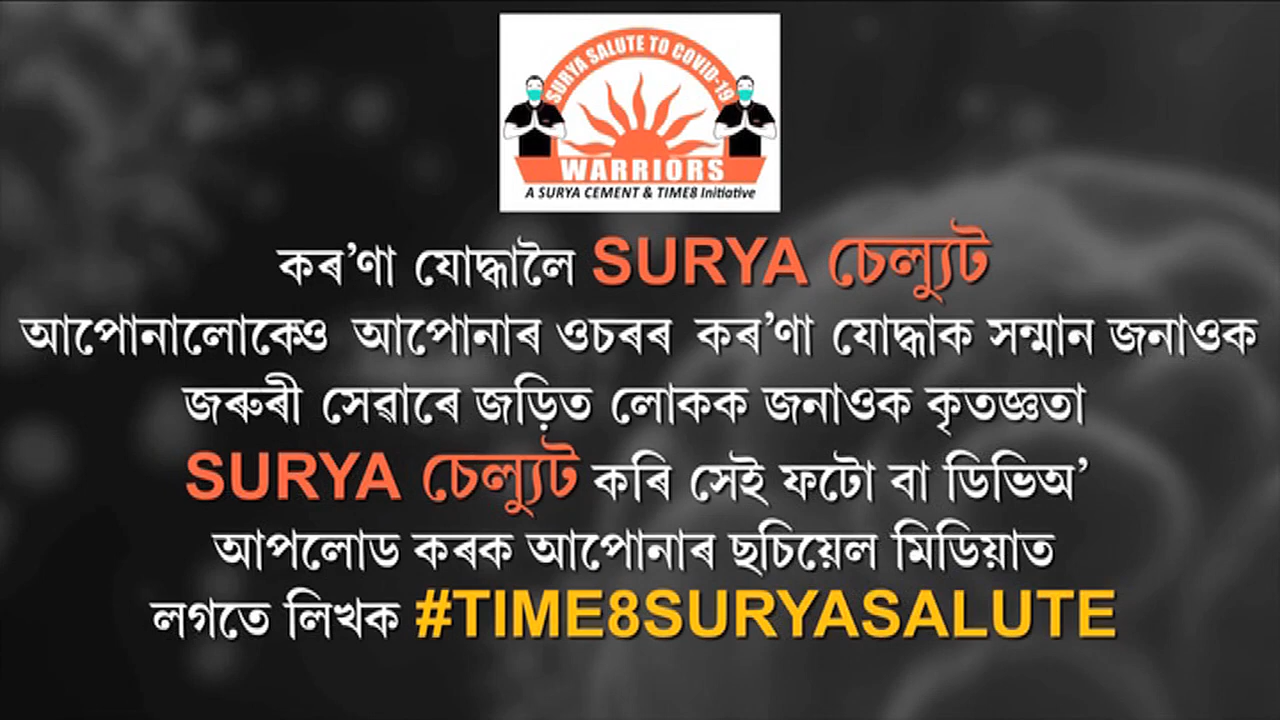 SURYA SALUTE TO COVID-19
WARRIORS
A SURYA CEMENT & TIME8 Initiative
কৰ'ণা যোদ্ধালৈ SURYA চেল্যুট
আপোনালোকেও আপোনাৰ ওচৰৰ কৰ'ণা যোদ্ধাক সন্মান জনাওক
জৰুৰী সেৱাৰে জড়িত লোকক জনাওক কৃতজ্ঞতা
SURYA চেল্যুট কৰি সেই ফটো বা ডিভিঅ'
আপলোড কৰক আপোনাৰ ছচিয়েল মিডিয়াত
লগতে লিখক #TIME8SURYASALUTE